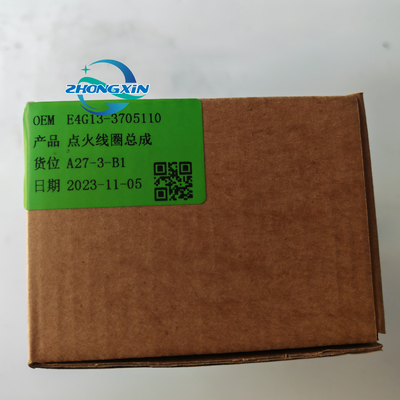 ZHONGXIN
OEM E4G13-3705110
产品 点火线圈总成
货位 A27-3-B1
日期 2023-11-05